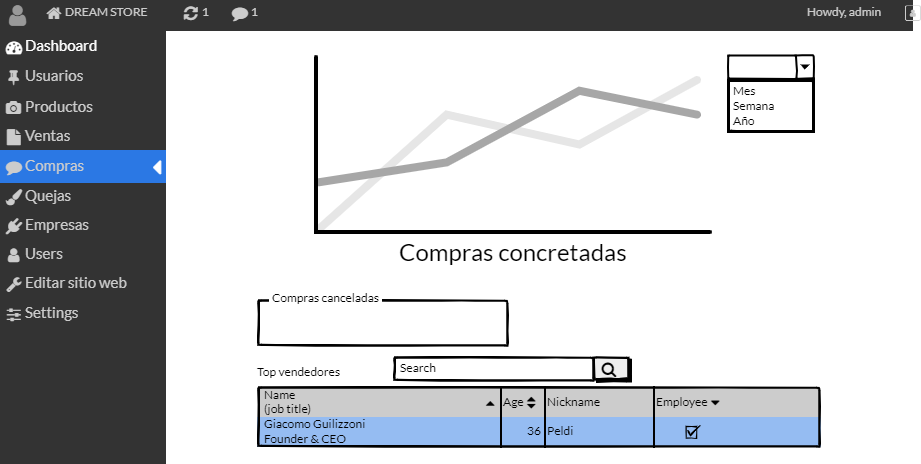 DREAM STORE
1
1
Howdy, admin
Dashboard
Usuarios
Productos
Ventas
Compras
Quejas
Empresas
Users
Editar sitio web
Settings
Mes
Semana
Año
Compras concretadas
Compras canceladas
Top vendedores
Search
Name
(job title)
Age
Nickname
Employee
Giacomo Guilizzoni
Founder & CEO
36
Peldi